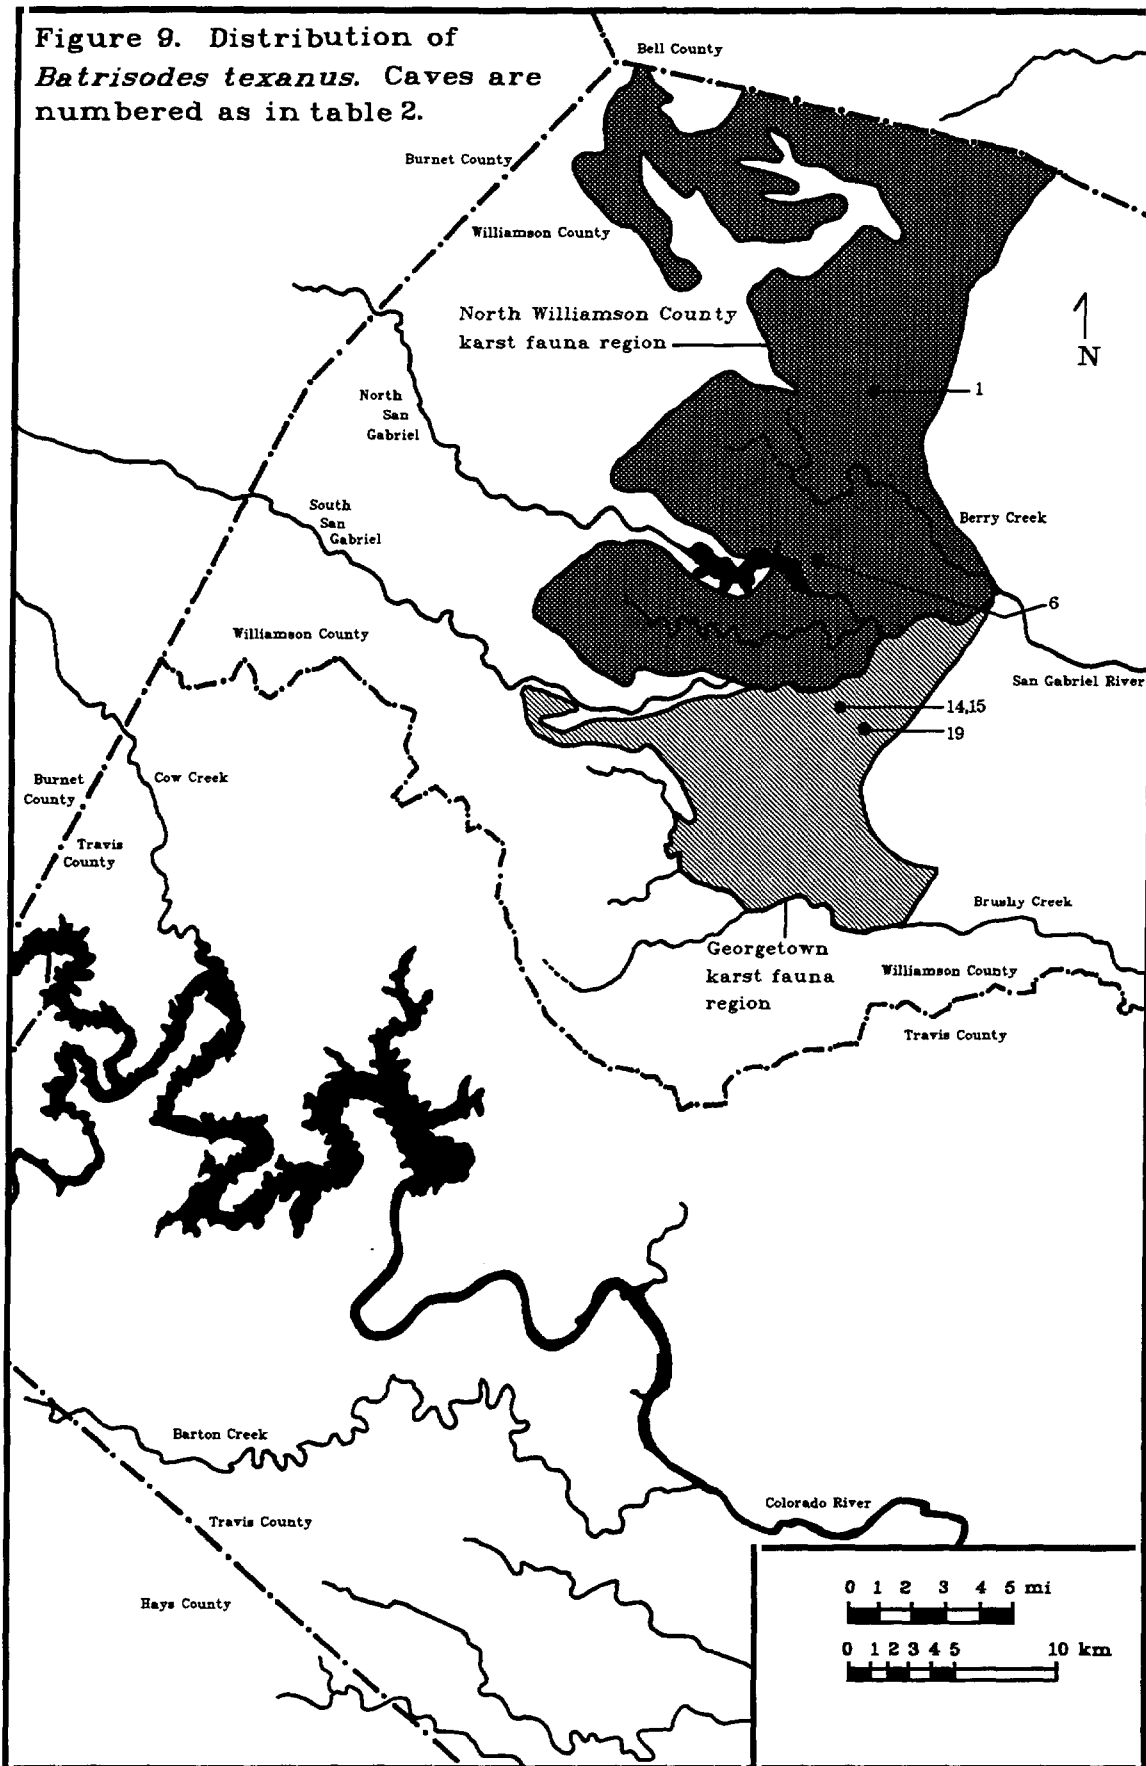 Figure 9. Distribution of
Batrisodes texanus. Caves are
numbered as in table 2.
Bell County
Burnet County
Williamson County
North Williamson County
karst fauna region
N
1
North
San
Gabriel
South
San
Gabriel
Berry Creek
6
Williamson County
San Gabriel River
14,15
19
Burnet
County
Cow Creek
Travis
County
Brushy Creek
Georgetown
karst fauna
region
Williamson County
Travis County
Barton Creek
Colorado River
Travis County
Hays County
0 1 2 3 4 5 mi
0 1 2 3 4 5 10 km